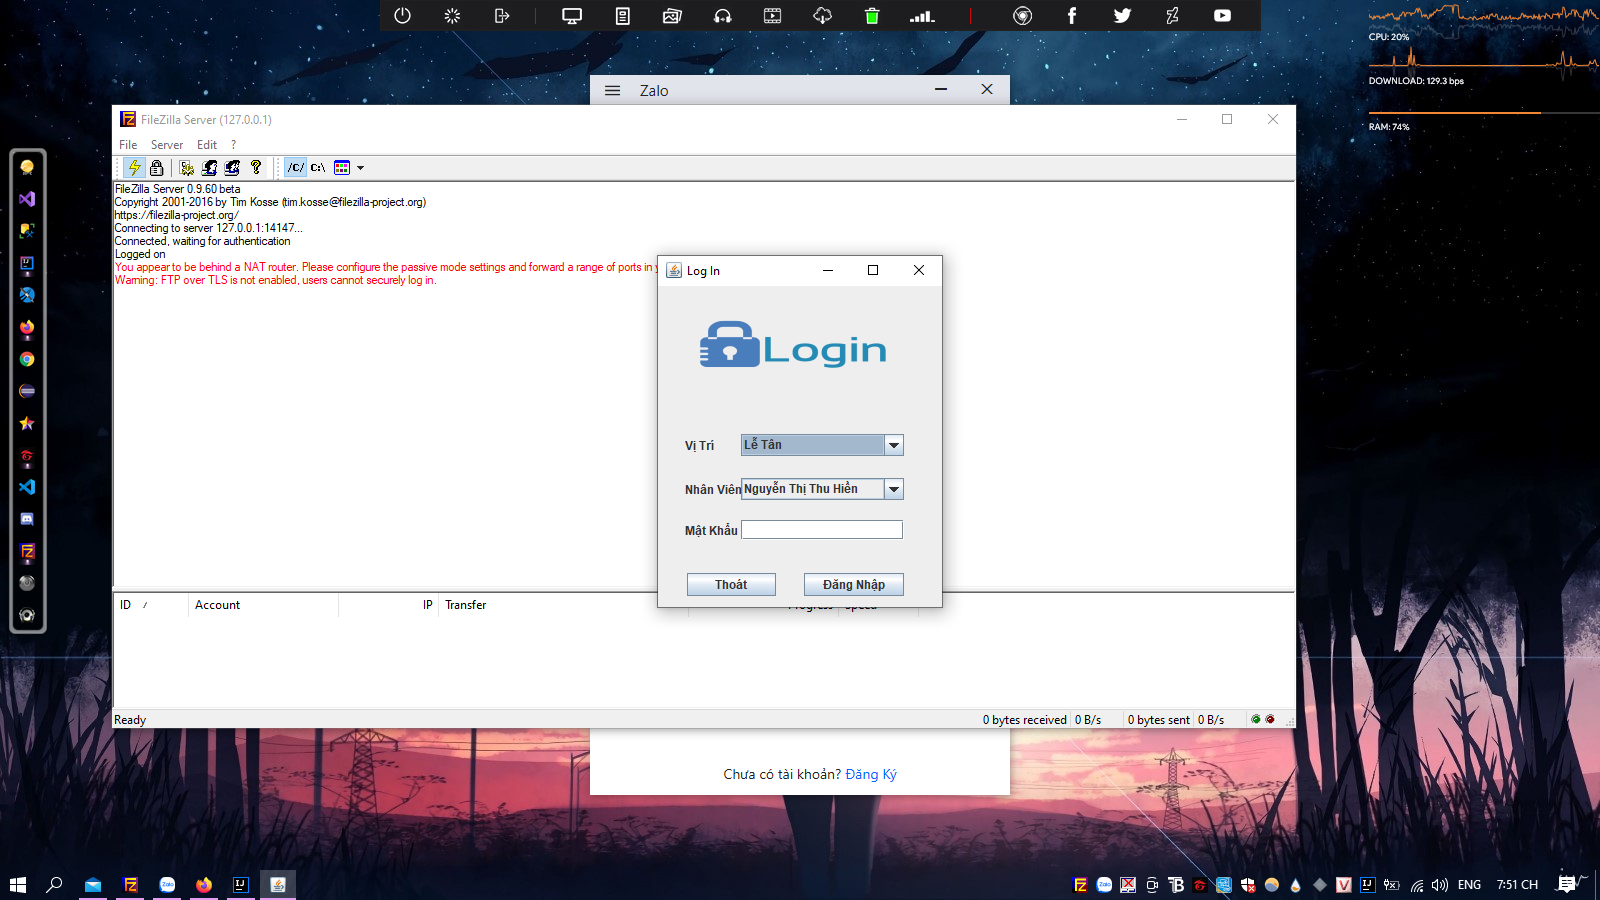 CPU: 20%
DOWNLOAD: 129.3 bps
RAM: 74%
Zalo
FileZilla Server (127.0.0.1)
File Server Edit ?
/C/ C:\
FileZilla Server 0.9.60 beta
Copyright 2001-2016 by Tim Kosse (tim.kosse@filezilla-project.org)
https://filezilla-project.org/
Connecting to server 127.0.0.1:14147...
Connected, waiting for authentication
Logged on
You appear to be behind a NAT router. Please configure the passive mode settings and forward a range of ports in
Warning: FTP over TLS is not enabled, users cannot securely log in.
Log In
Login
Vị Trí Lễ Tân
Nhân Viên Nguyễn Thị Thu Hiền
Mật Khẩu
Thoát Đăng Nhập
ID / Account IP Transfer Progress Speed
Ready 0 bytes received 0 B/s 0 bytes sent 0 B/s
Chưa có tài khoản? Đăng Ký
ENG 7:51 CH